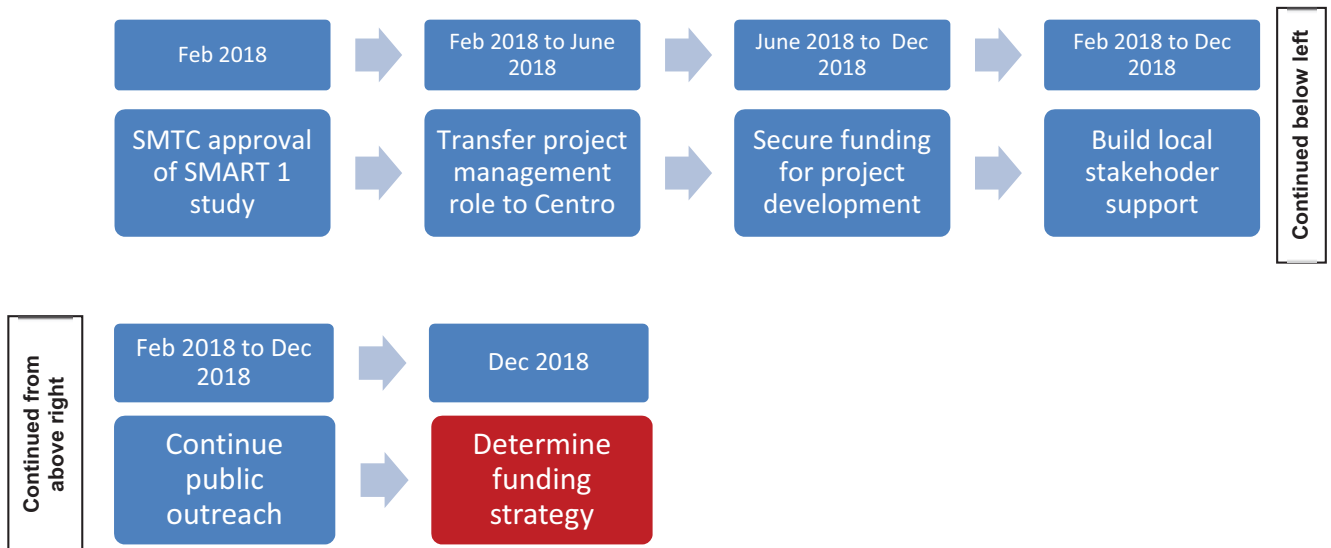 Feb 2018
Feb 2018 to June
2018
June 2018 to  Dec
2018
Feb 2018 to Dec
2018
SMTC approval
of SMART 1
study
Transfer project
management
role to Centro
Secure funding
for project
development
Build local
stakehoder
support
Continued below left
Continued from
above right
Feb 2018 to Dec
2018
Dec 2018
Continue
public
outreach
Determine
funding
strategy